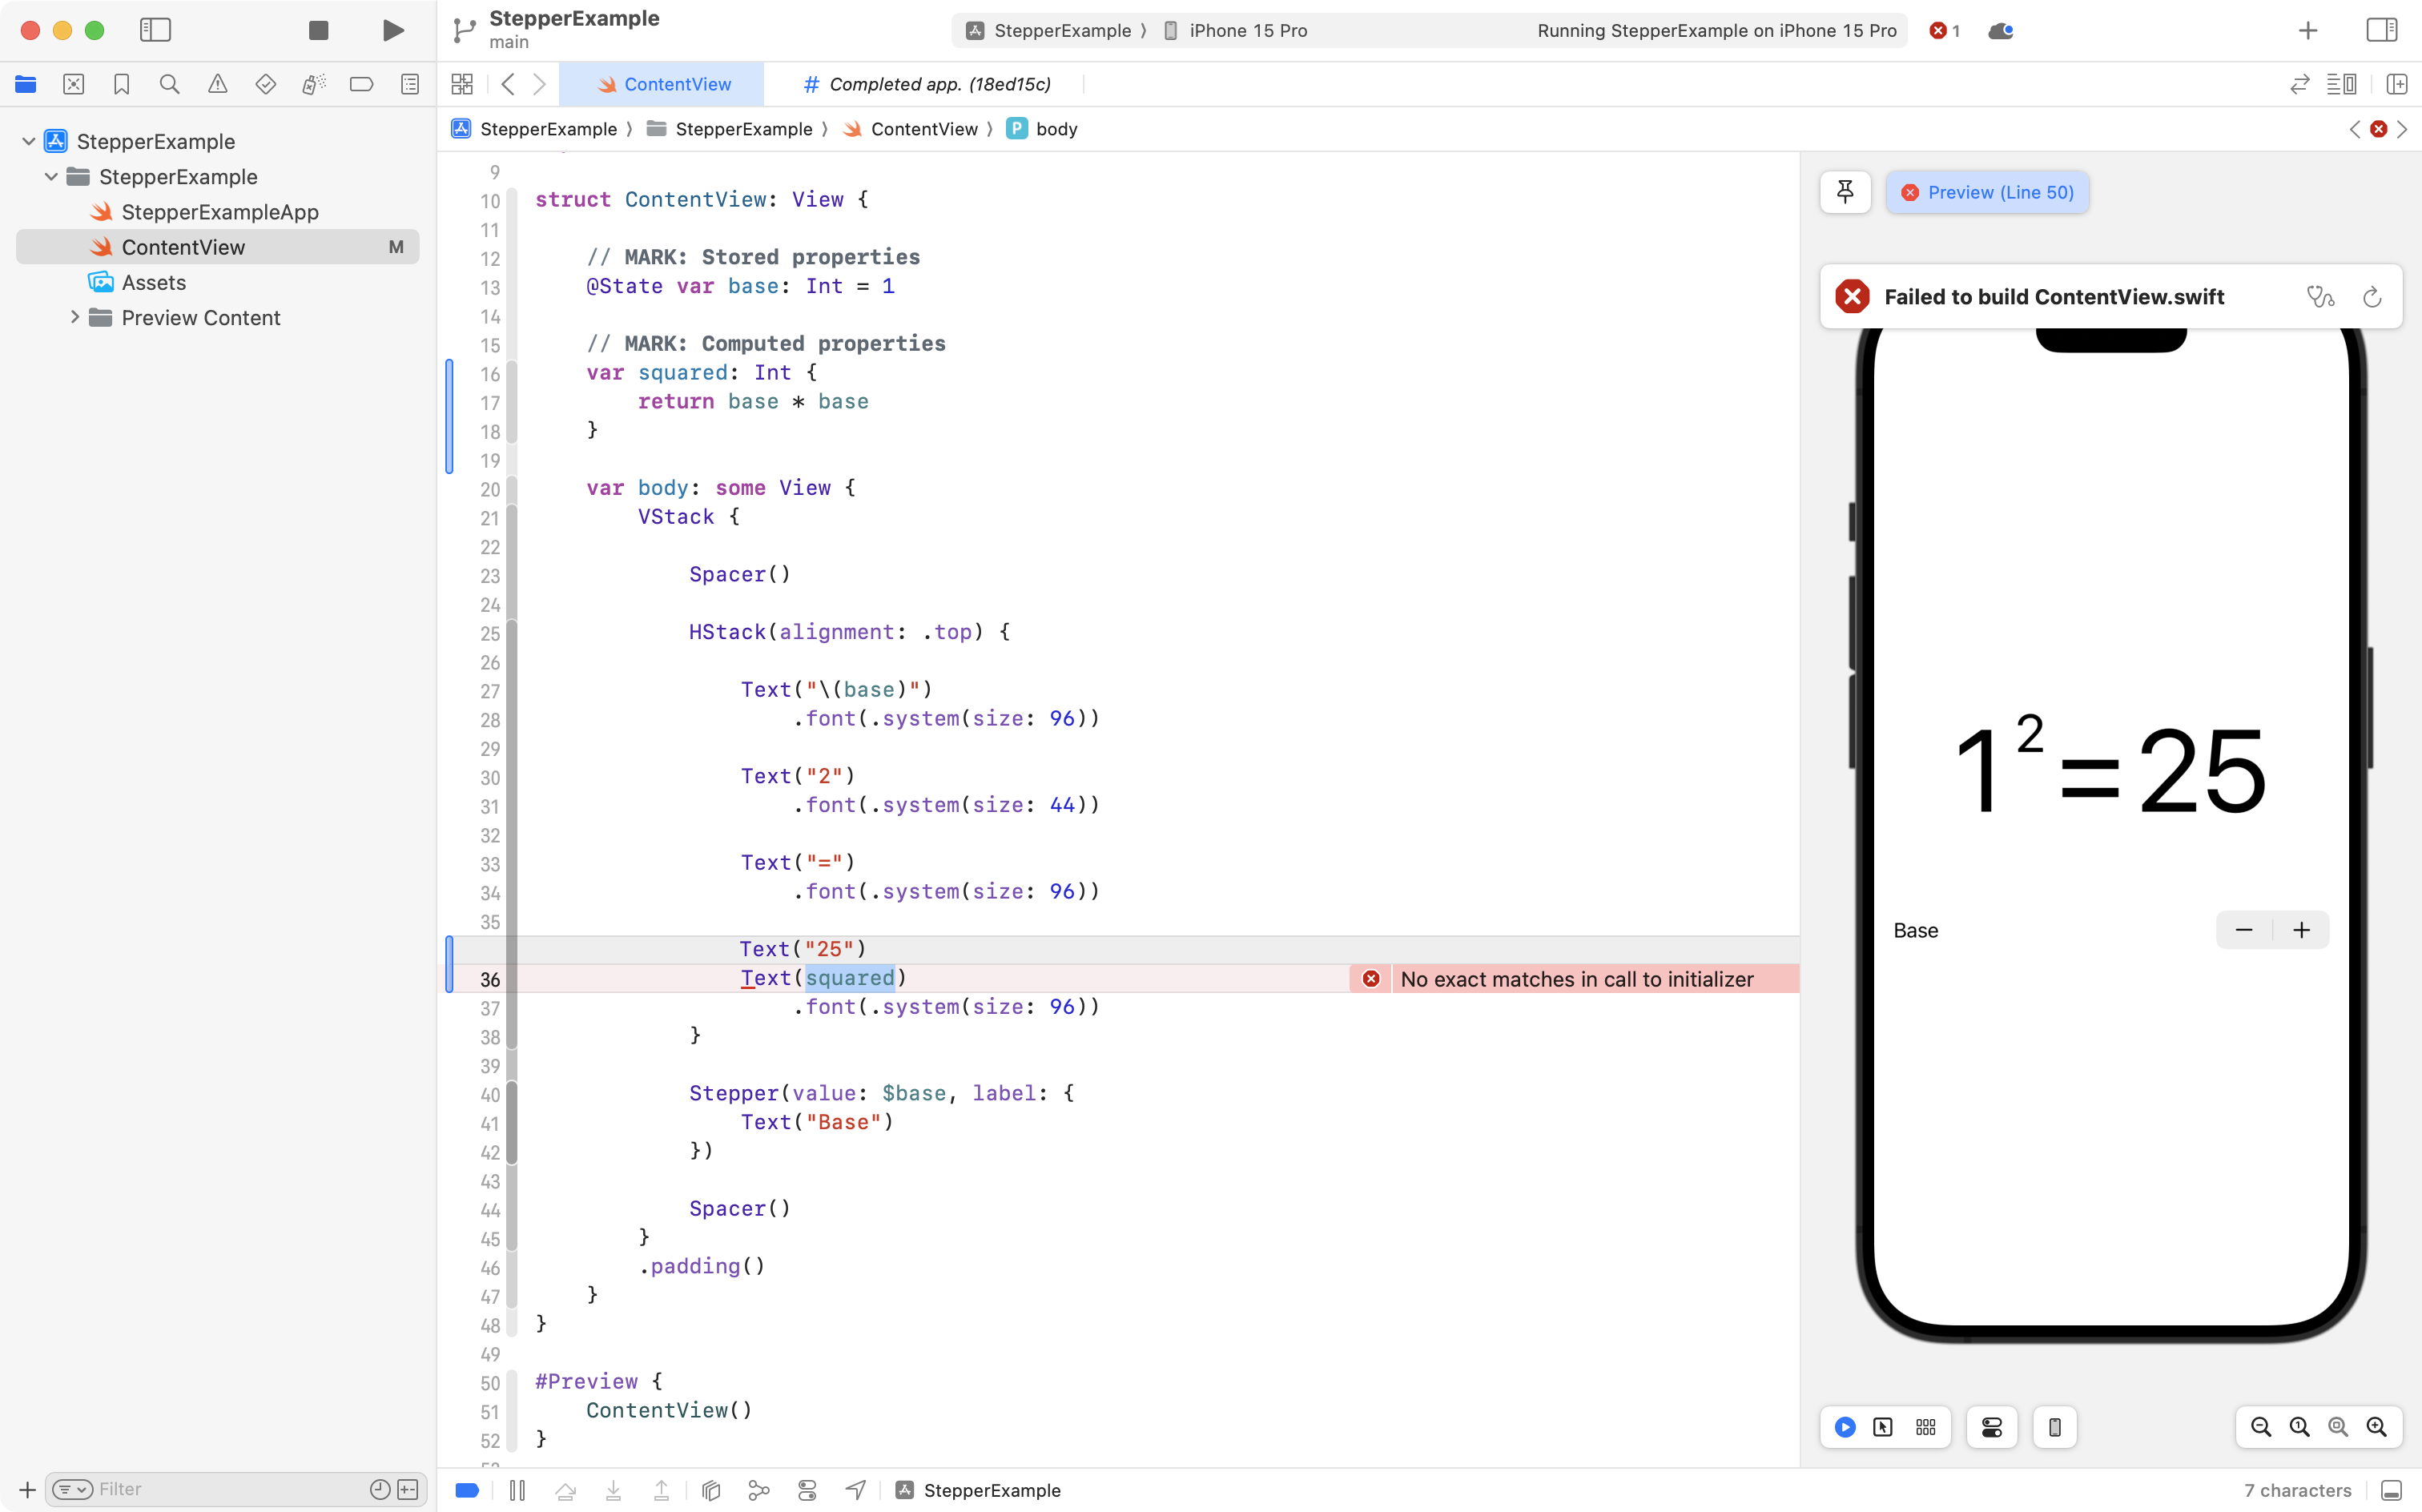 StepperExample
main
StepperExample ⟩ iPhone 15 Pro
Running StepperExample on iPhone 15 Pro
1
ContentView
# Completed app. (18ed15c)
StepperExample ⟩ StepperExample ⟩ ContentView ⟩ P body
StepperExample
StepperExample
StepperExampleApp
ContentView M
Assets
Preview Content
9
10 struct ContentView: View {
11
12 // MARK: Stored properties
13 @State var base: Int = 1
14
15 // MARK: Computed properties
16 var squared: Int {
17 return base * base
18 }
19
20 var body: some View {
21 VStack {
22
23 Spacer()
24
25 HStack(alignment: .top) {
26
27 Text("\(base)")
28 .font(.system(size: 96))
29
30 Text("2")
31 .font(.system(size: 44))
32
33 Text("=")
34 .font(.system(size: 96))
35
Text("25")
36 Text(squared)
No exact matches in call to initializer
37 .font(.system(size: 96))
38 }
39
40 Stepper(value: $base, label: {
41 Text("Base")
42 })
43
44 Spacer()
45 }
46 .padding()
47 }
48 }
49
50 #Preview {
51 ContentView()
52 }
Preview (Line 50)
Failed to build ContentView.swift
1² = 25
Base − +
Filter
StepperExample
7 characters